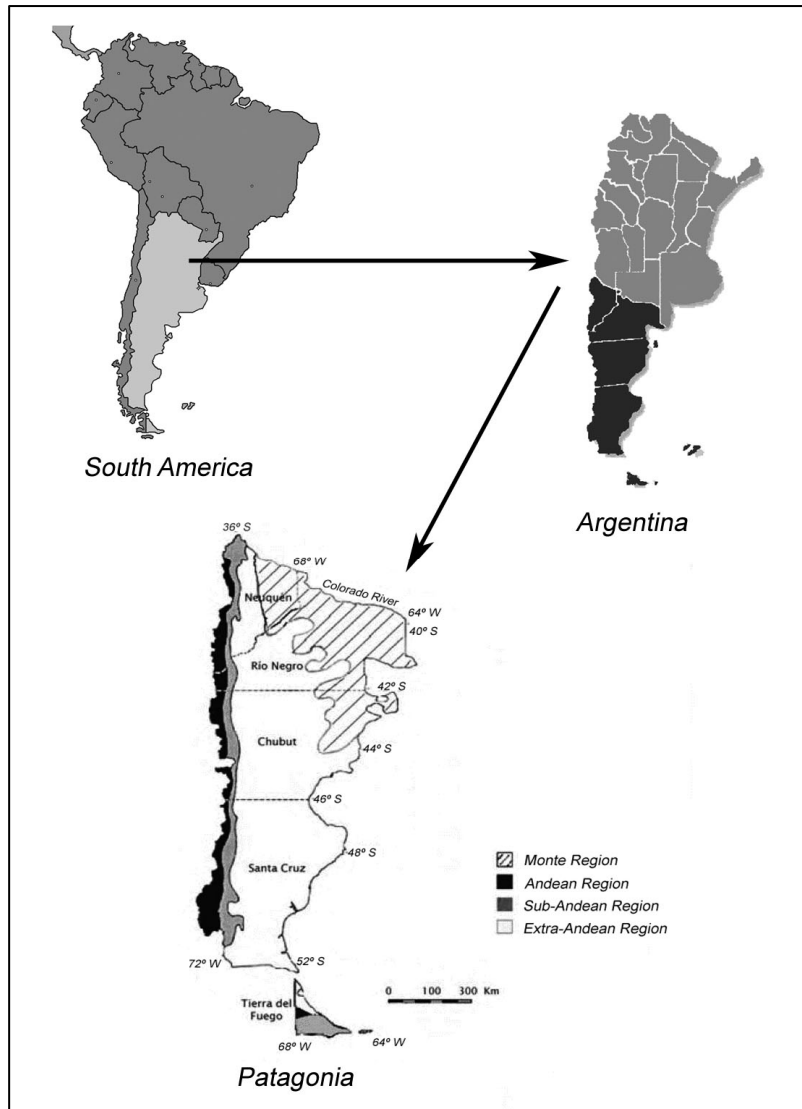 South America
Argentina
36º S
68º W
Colorado River
Neuquén
64º W
40º S
Río Negro
42º S
Chubut
44º S
46º S
48º S
Santa Cruz
Monte Region
Andean Region
Sub-Andean Region
Extra-Andean Region
72º W
52º S
0 100 300 Km
Tierra del
Fuego
68º W
64º W
Patagonia